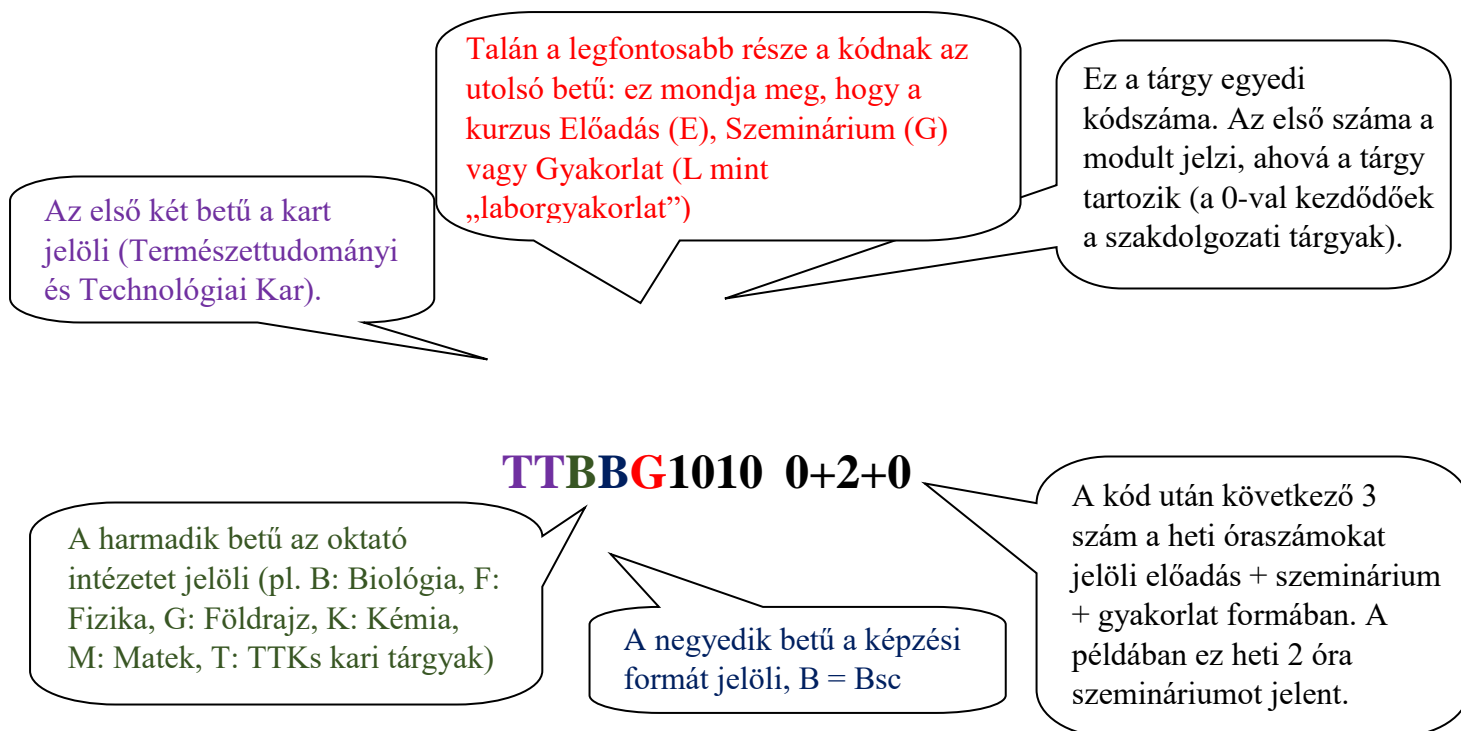 Talán a legfontosabb része a kódnak az
utolsó betű: ez mondja meg, hogy a
kurzus Előadás (E), Szeminárium (G)
vagy Gyakorlat (L mint
„laborgyakorlat”)
Ez a tárgy egyedi
kódszáma. Az első száma a
modult jelzi, ahová a tárgy
tartozik (a 0-val kezdődőek
a szakdolgozati tárgyak).
Az első két betű a kart
jelöli (Természettudományi
és Technológiai Kar).
TTBBG1010 0+2+0
A harmadik betű az oktató
intézetet jelöli (pl. B: Biológia, F:
Fizika, G: Földrajz, K: Kémia,
M: Matek, T: TTKs kari tárgyak)
A negyedik betű a képzési
formát jelöli, B = Bsc
A kód után következő 3
szám a heti óraszámokat
jelöli előadás + szeminárium
+ gyakorlat formában. A
példában ez heti 2 óra
szemináriumot jelent.